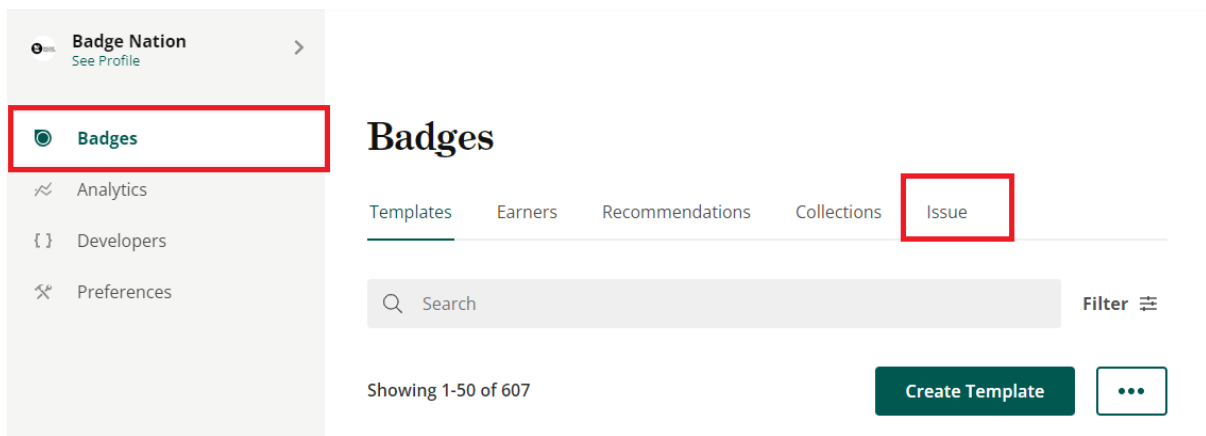 Badge Nation
See Profile
Badges
Analytics
Developers
Preferences
Badges
Templates Earners Recommendations Collections Issue
Search
Filter
Showing 1-50 of 607
Create Template